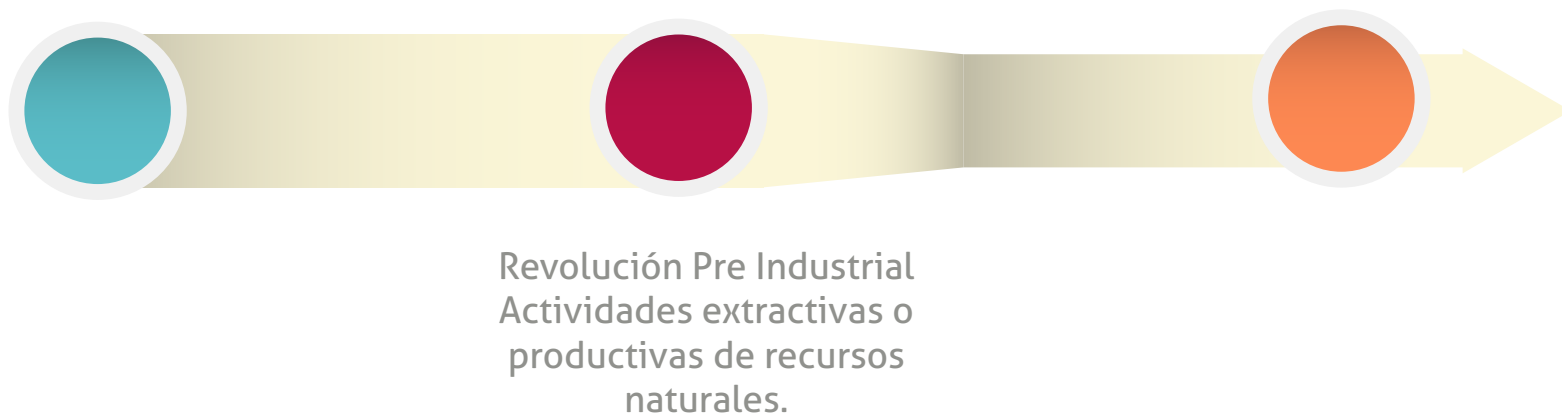 Revolución Pre Industrial
Actividades extractivas o
productivas de recursos
naturales.